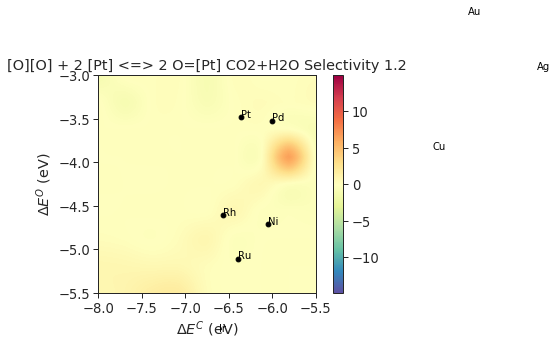 Au
[O][O] + 2 [Pt] <=> 2 O=[Pt] CO2+H2O Selectivity 1.2
Ag
−3.0
−3.5
−4.0
−4.5
−5.0
−5.5
ΔE^O (eV)
Pt
Pd
Cu
Rh
Ni
Ru
10
5
0
−5
−10
−8.0 −7.5 −7.0 −6.5 −6.0 −5.5
ΔE^C (eV)
Ir